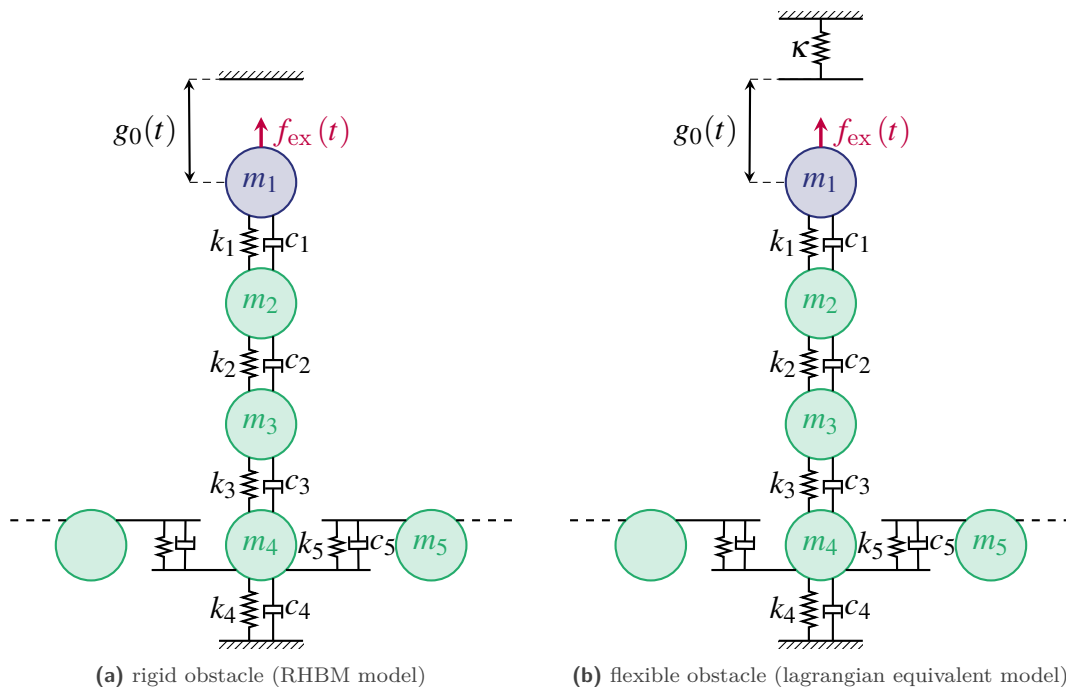 κ
g₀(t)
f_ex(t)
g₀(t)
f_ex(t)
m₁
m₁
k₁
c₁
k₁
c₁
m₂
m₂
k₂
c₂
k₂
c₂
m₃
m₃
k₃
c₃
k₃
c₃
m₄
k₅
c₅
m₅
m₄
k₅
c₅
m₅
k₄
c₄
k₄
c₄
(a) rigid obstacle (RHBM model)
(b) flexible obstacle (lagrangian equivalent model)